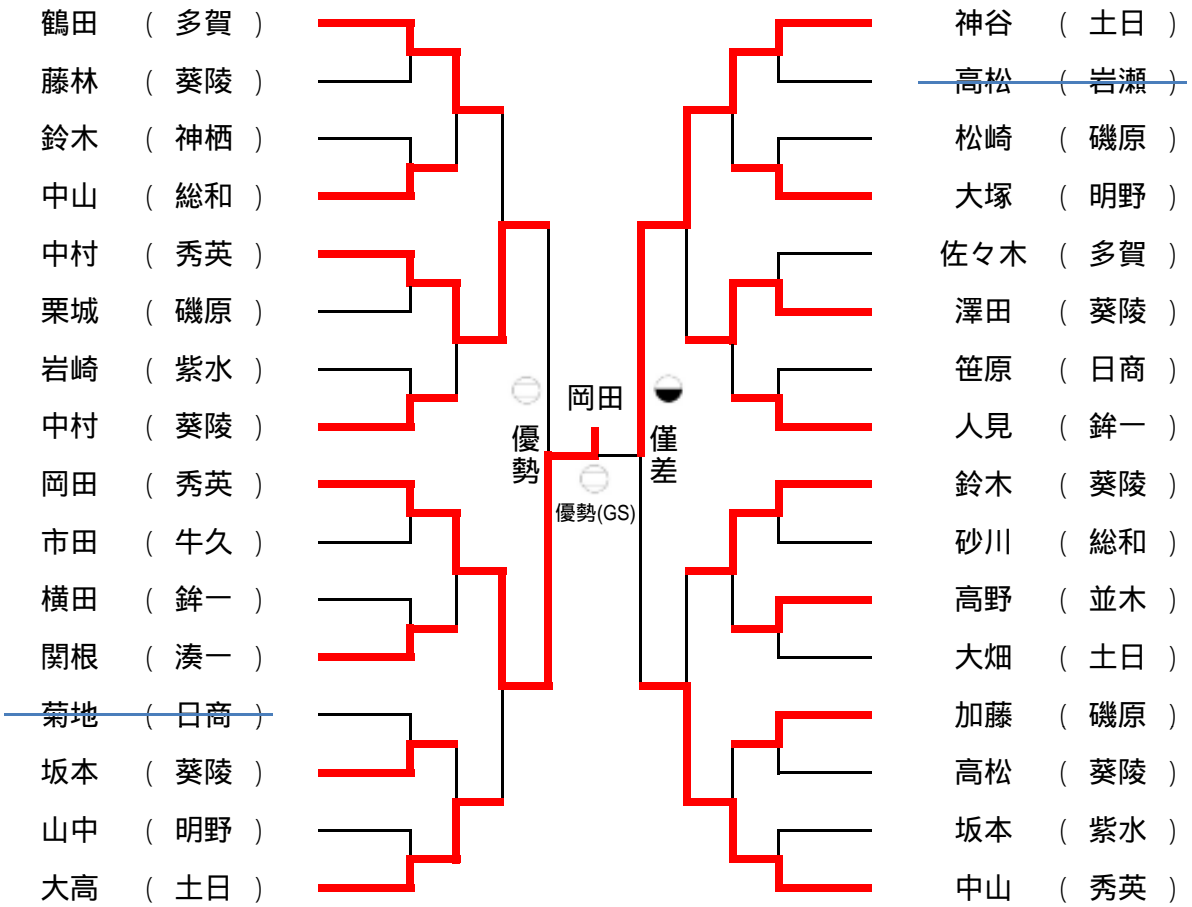 鶴田 ( 多賀 )
藤林 ( 葵陵 )
鈴木 ( 神栖 )
中山 ( 総和 )
中村 ( 秀英 )
栗城 ( 磯原 )
岩崎 ( 紫水 )
中村 ( 葵陵 )
岡田 ( 秀英 )
市田 ( 牛久 )
横田 ( 鉾一 )
関根 ( 湊一 )
菊地 ( 日商 )
坂本 ( 葵陵 )
山中 ( 明野 )
大高 ( 土日 )
優勢
岡田
優勢(GS)
僅差
神谷 ( 土日 )
高松 ( 岩瀬 )
松崎 ( 磯原 )
大塚 ( 明野 )
佐々木 ( 多賀 )
澤田 ( 葵陵 )
笹原 ( 日商 )
人見 ( 鉾一 )
鈴木 ( 葵陵 )
砂川 ( 総和 )
高野 ( 並木 )
大畑 ( 土日 )
加藤 ( 磯原 )
高松 ( 葵陵 )
坂本 ( 紫水 )
中山 ( 秀英 )